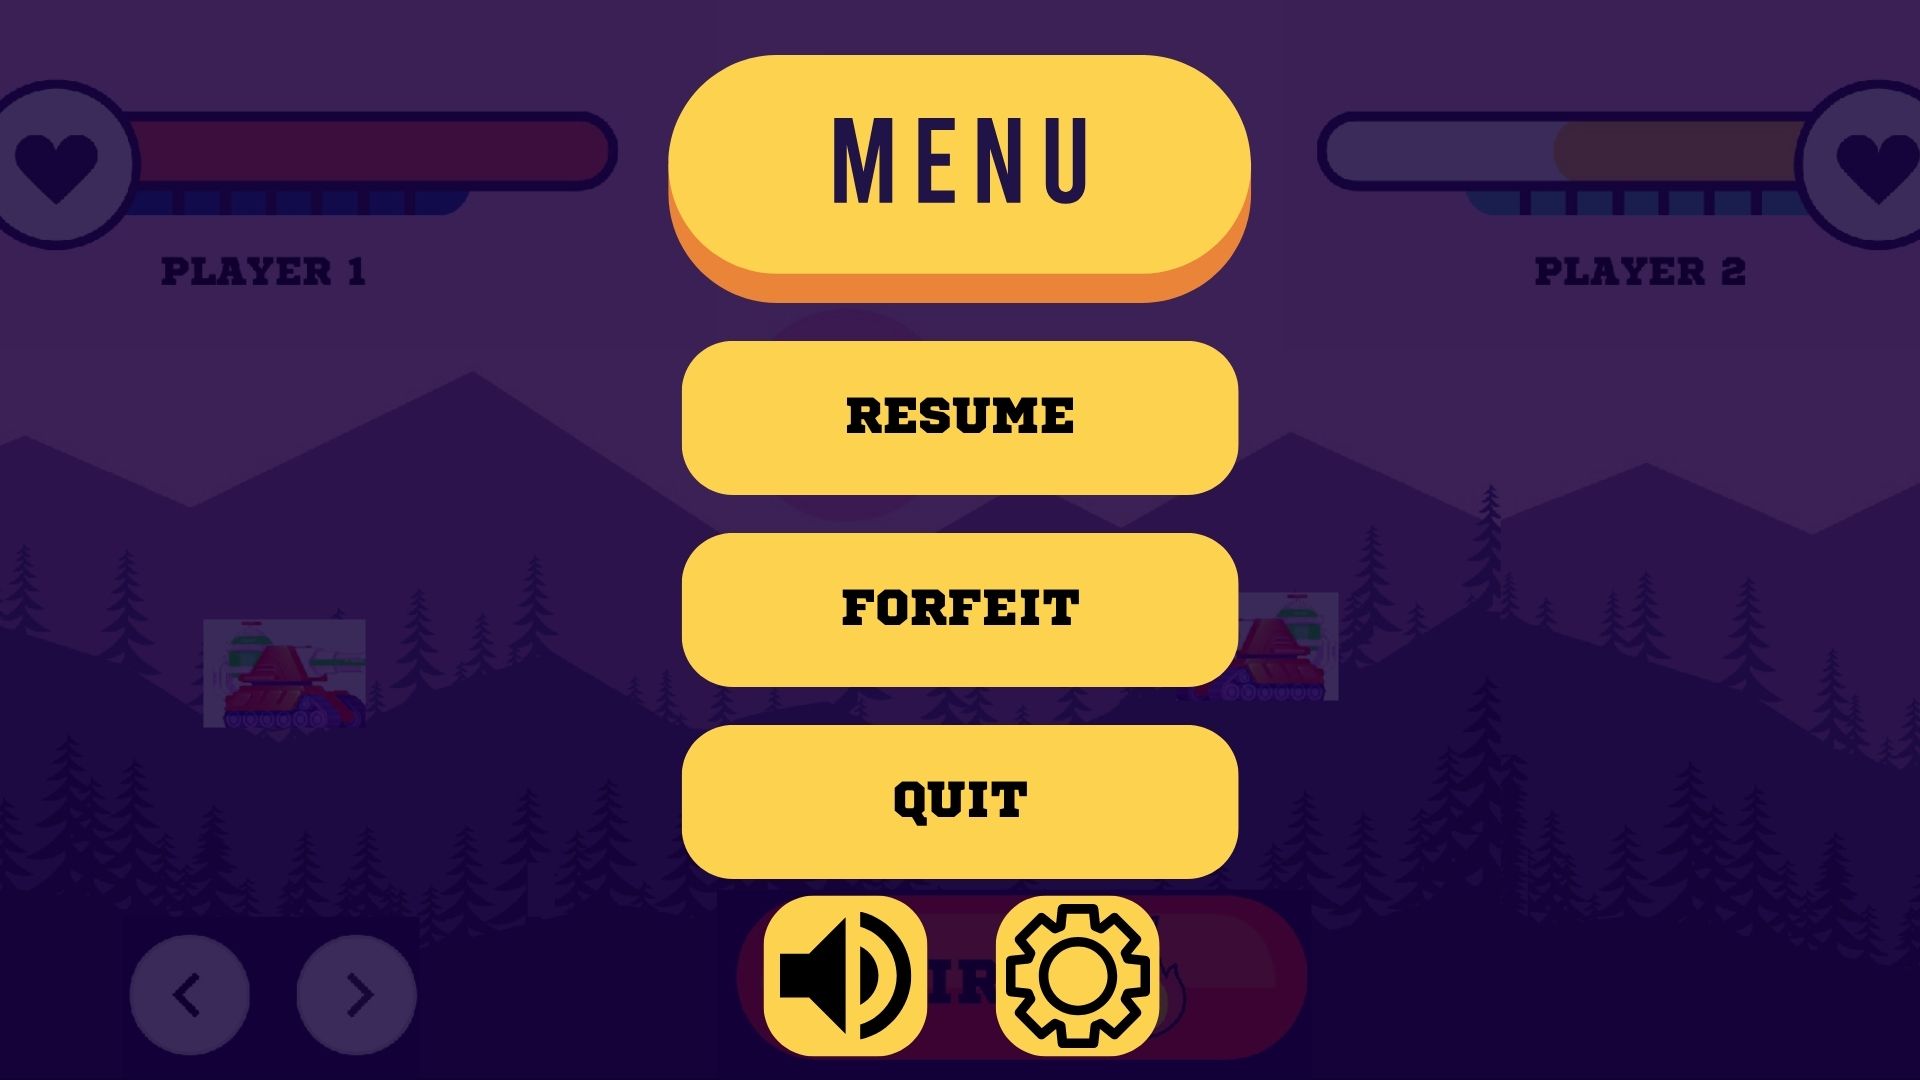 MENU
PLAYER 1
PLAYER 2
RESUME
FORFEIT
QUIT